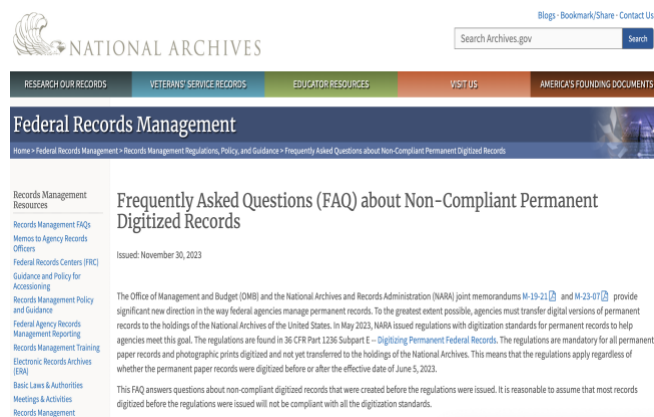 Blogs · Bookmark/Share · Contact Us
NATIONAL ARCHIVES
Search Archives.gov
Search
RESEARCH OUR RECORDS
VETERANS' SERVICE RECORDS
EDUCATOR RESOURCES
VISIT US
AMERICA'S FOUNDING DOCUMENTS
Federal Records Management
Home > Federal Records Management > Records Management Regulations, Policy, and Guidance > Frequently Asked Questions about Non-Compliant Permanent Digitized Records
Records Management
Resources
Records Management FAQs
Memos to Agency Records
Officers
Federal Records Centers (FRC)
Guidance and Policy for
Accessioning
Records Management Policy
and Guidance
Federal Agency Records
Management Reporting
Records Management Training
Electronic Records Archives
(ERA)
Basic Laws & Authorities
Meetings & Activities
Records Management
Frequently Asked Questions (FAQ) about Non-Compliant Permanent
Digitized Records
Issued: November 30, 2023
The Office of Management and Budget (OMB) and the National Archives and Records Administration (NARA) joint memorandums M-19-21 and M-23-07 provide
significant new direction in the way federal agencies manage permanent records. To the greatest extent possible, agencies must transfer digital versions of permanent
records to the holdings of the National Archives of the United States. In May 2023, NARA issued regulations with digitization standards for permanent records to help
agencies meet this goal. The regulations are found in 36 CFR Part 1236 Subpart E -- Digitizing Permanent Federal Records. The regulations are mandatory for all permanent
paper records and photographic prints digitized and not yet transferred to the holdings of the National Archives. This means that the regulations apply regardless of
whether the permanent paper records were digitized before or after the effective date of June 5, 2023.
This FAQ answers questions about non-compliant digitized records that were created before the regulations were issued. It is reasonable to assume that most records
digitized before the regulations were issued will not be compliant with all the digitization standards.